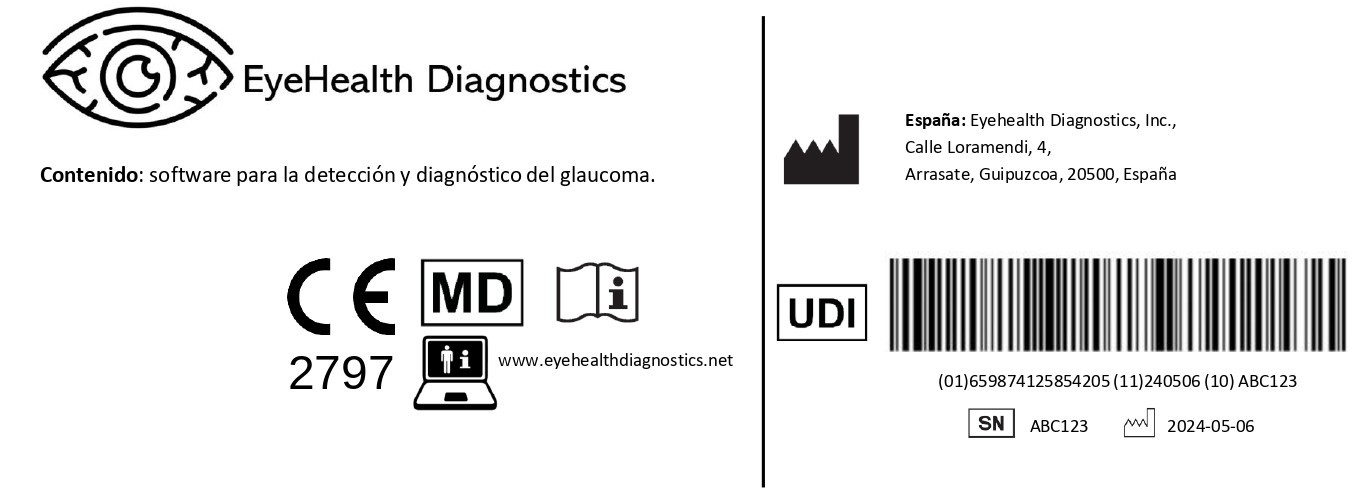 EyeHealth Diagnostics
Contenido: software para la detección y diagnóstico del glaucoma.
CE
2797
MD
i
i
www.eyehealthdiagnostics.net
España: Eyehealth Diagnostics, Inc.,
Calle Loramendi, 4,
Arrasate, Guipuzcoa, 20500, España
UDI
(01)659874125854205 (11)240506 (10) ABC123
SN ABC123 2024-05-06